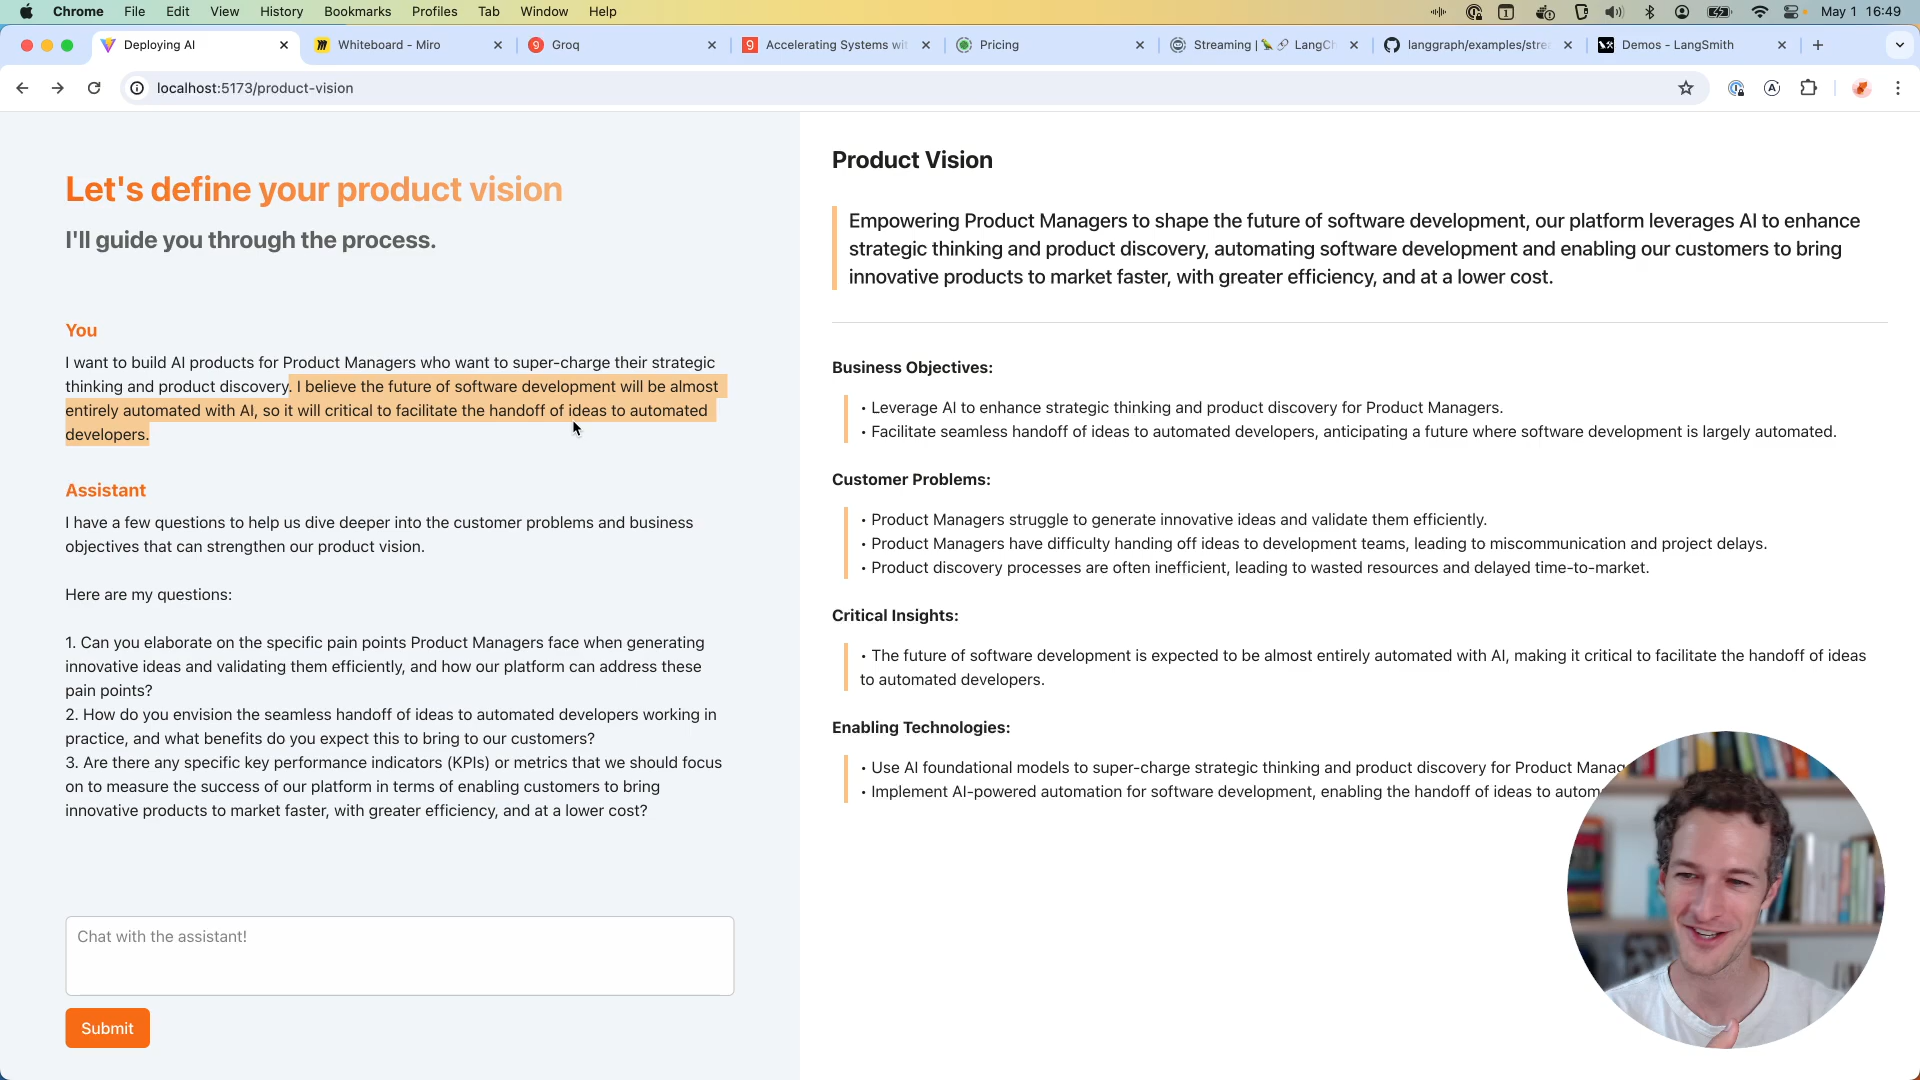 Chrome File Edit View History Bookmarks Profiles Tab Window Help
1
May 1 16:49
Deploying AI
Whiteboard - Miro
Groq
Accelerating Systems wit
Pricing
Streaming | LangCh
langgraph/examples/stre
Demos - LangSmith
localhost:5173/product-vision
Let's define your product vision
I'll guide you through the process.
You
I want to build AI products for Product Managers who want to super-charge their strategic
thinking and product discovery. I believe the future of software development will be almost
entirely automated with AI, so it will critical to facilitate the handoff of ideas to automated
developers.
Assistant
I have a few questions to help us dive deeper into the customer problems and business
objectives that can strengthen our product vision.
Here are my questions:
1. Can you elaborate on the specific pain points Product Managers face when generating
innovative ideas and validating them efficiently, and how our platform can address these
pain points?
2. How do you envision the seamless handoff of ideas to automated developers working in
practice, and what benefits do you expect this to bring to our customers?
3. Are there any specific key performance indicators (KPIs) or metrics that we should focus
on to measure the success of our platform in terms of enabling customers to bring
innovative products to market faster, with greater efficiency, and at a lower cost?
Chat with the assistant!
Submit
Product Vision
Empowering Product Managers to shape the future of software development, our platform leverages AI to enhance
strategic thinking and product discovery, automating software development and enabling our customers to bring
innovative products to market faster, with greater efficiency, and at a lower cost.
Business Objectives:
• Leverage AI to enhance strategic thinking and product discovery for Product Managers.
• Facilitate seamless handoff of ideas to automated developers, anticipating a future where software development is largely automated.
Customer Problems:
• Product Managers struggle to generate innovative ideas and validate them efficiently.
• Product Managers have difficulty handing off ideas to development teams, leading to miscommunication and project delays.
• Product discovery processes are often inefficient, leading to wasted resources and delayed time-to-market.
Critical Insights:
• The future of software development is expected to be almost entirely automated with AI, making it critical to facilitate the handoff of ideas
to automated developers.
Enabling Technologies:
• Use AI foundational models to super-charge strategic thinking and product discovery for Product Manag
• Implement AI-powered automation for software development, enabling the handoff of ideas to autom